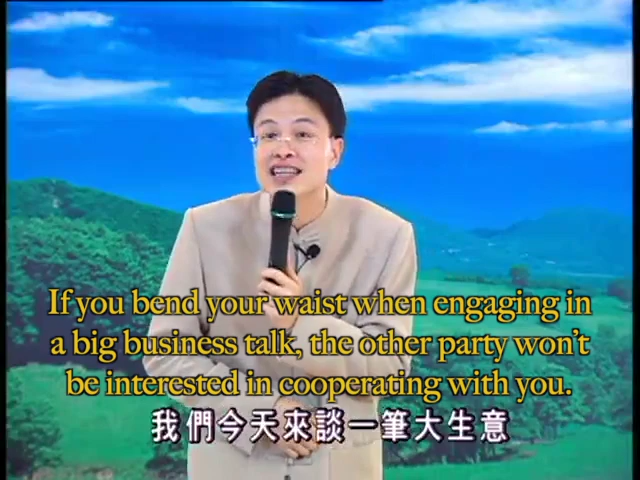 If you bend your waist when engaging in
a big business talk, the other party won't
be interested in cooperating with you.
我們今天來談一筆大生意